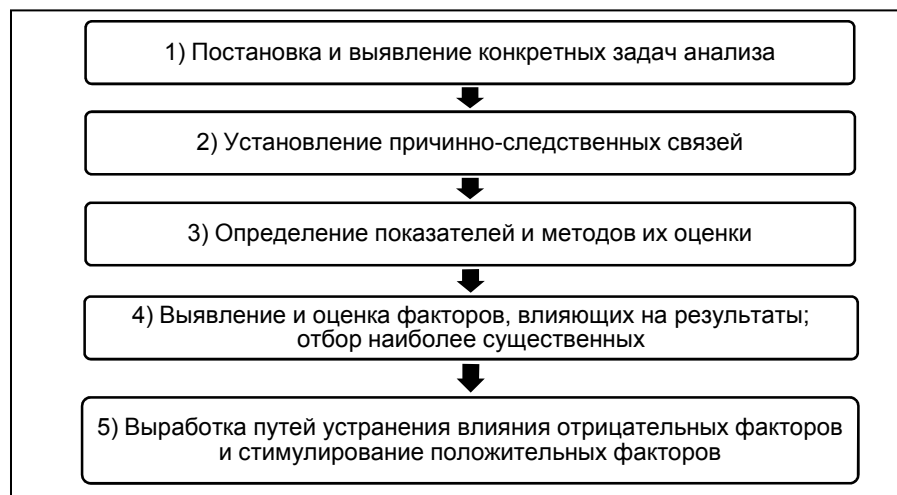 1) Постановка и выявление конкретных задач анализа
2) Установление причинно-следственных связей
3) Определение показателей и методов их оценки
4) Выявление и оценка факторов, влияющих на результаты;
отбор наиболее существенных
5) Выработка путей устранения влияния отрицательных факторов
и стимулирование положительных факторов